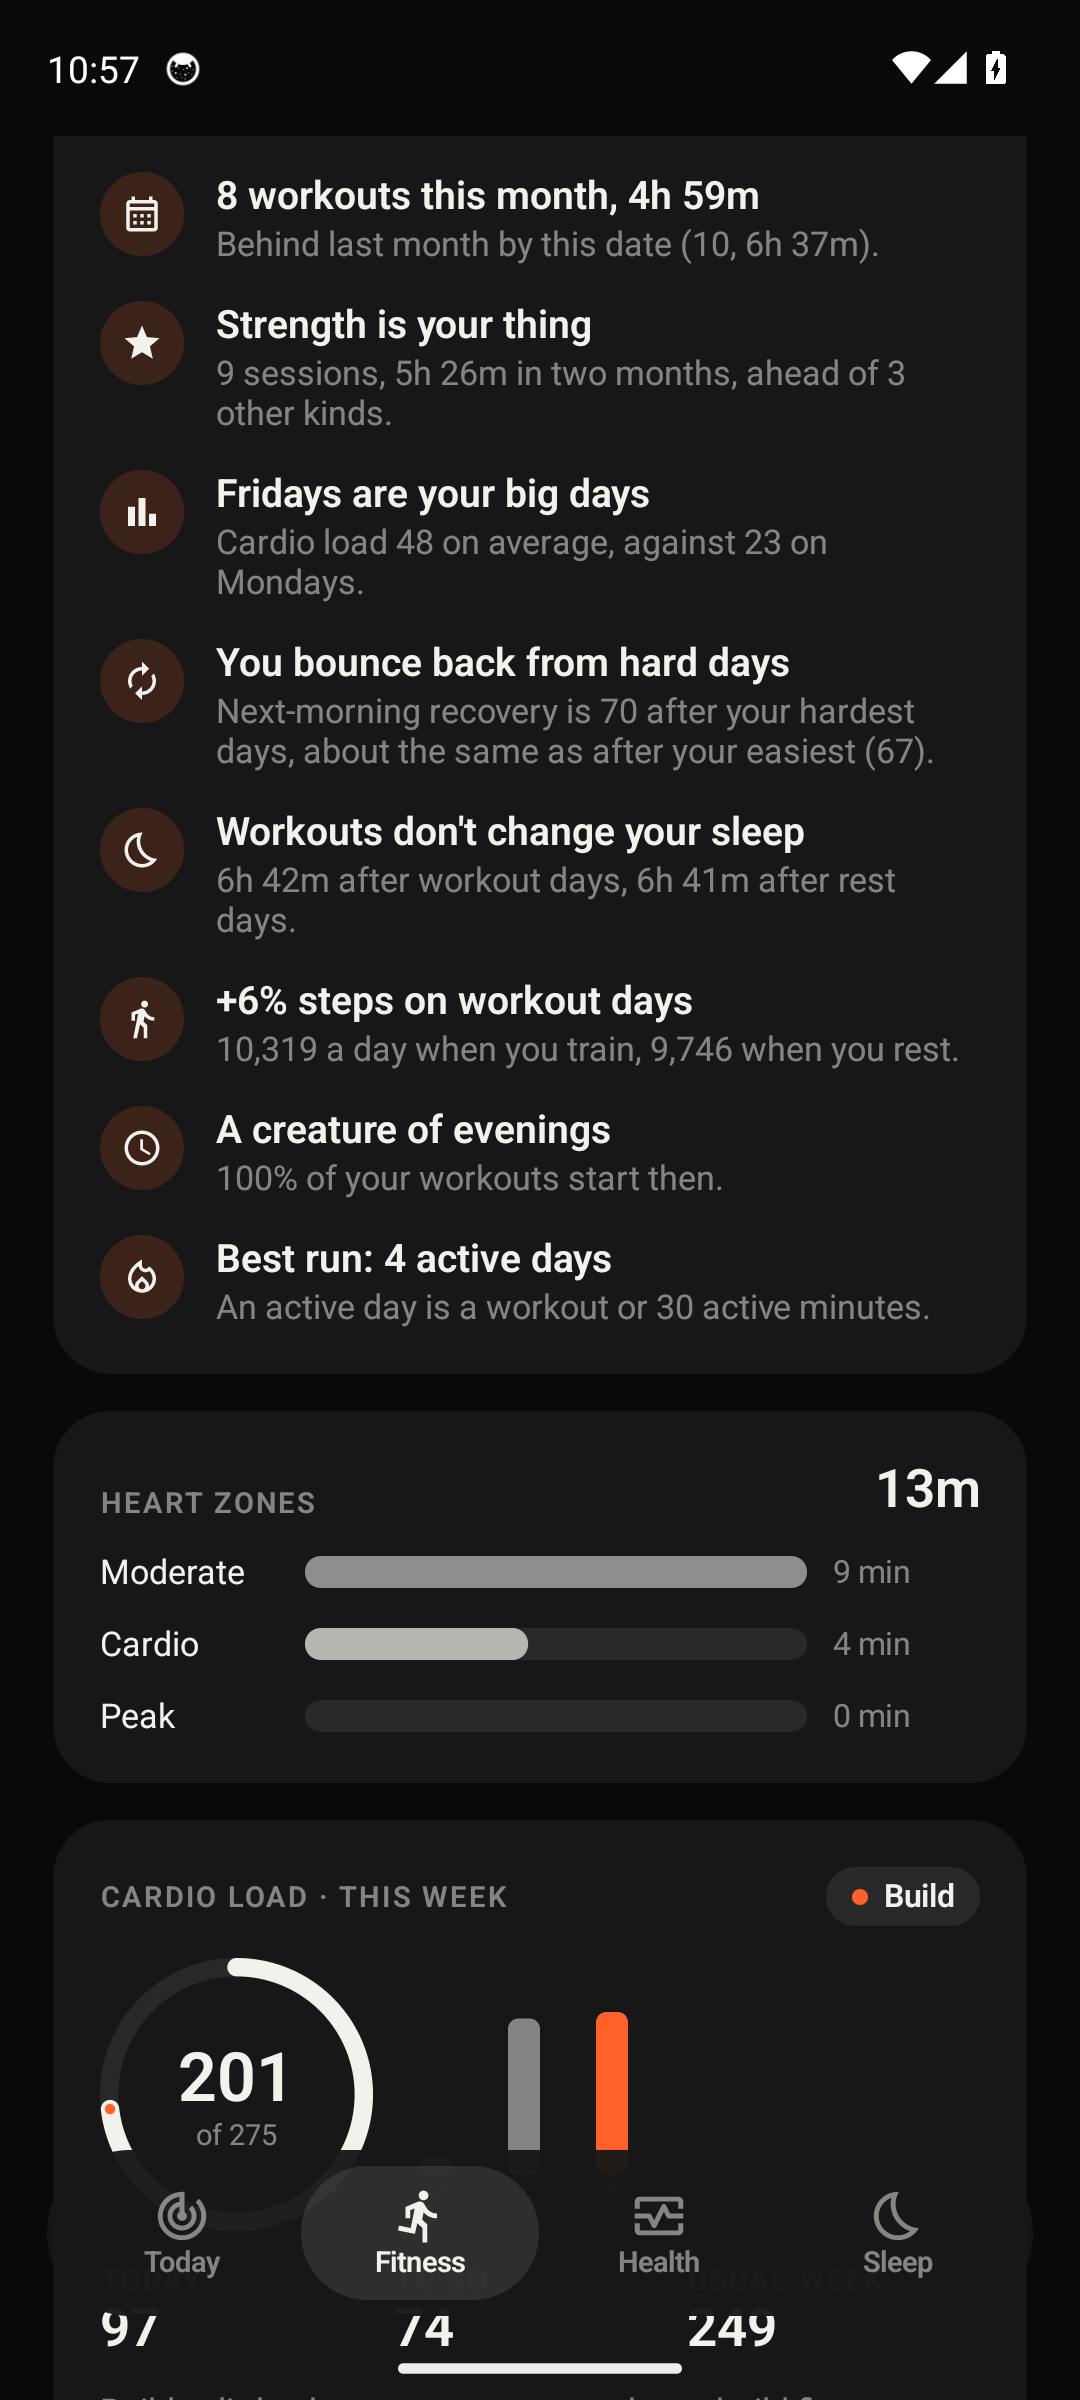 10:57
8 workouts this month, 4h 59m
Behind last month by this date (10, 6h 37m).
Strength is your thing
9 sessions, 5h 26m in two months, ahead of 3
other kinds.
Fridays are your big days
Cardio load 48 on average, against 23 on
Mondays.
You bounce back from hard days
Next-morning recovery is 70 after your hardest
days, about the same as after your easiest (67).
Workouts don't change your sleep
6h 42m after workout days, 6h 41m after rest
days.
+6% steps on workout days
10,319 a day when you train, 9,746 when you rest.
A creature of evenings
100% of your workouts start then.
Best run: 4 active days
An active day is a workout or 30 active minutes.
HEART ZONES
13m
Moderate
9 min
Cardio
4 min
Peak
0 min
CARDIO LOAD · THIS WEEK
Build
201
of 275
Today
Fitness
Health
Sleep
TODAY
USUAL WEEK
97
74
249